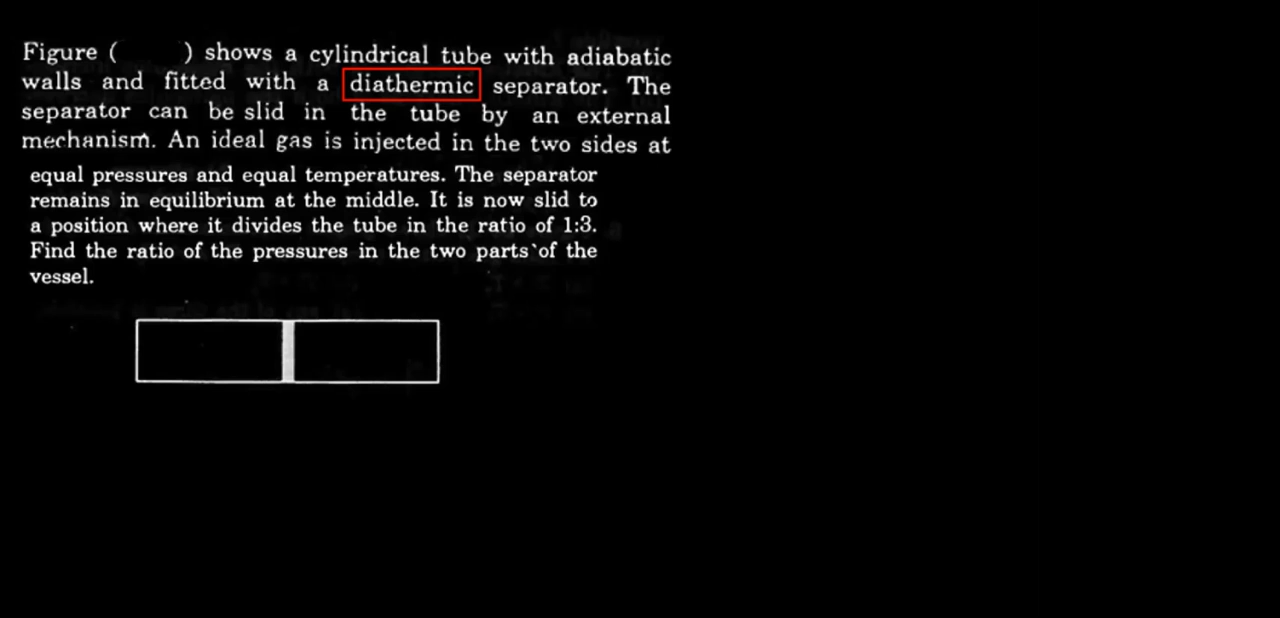 Figure ( ) shows a cylindrical tube with adiabatic
walls and fitted with a diathermic separator. The
separator can be slid in the tube by an external
mechanism. An ideal gas is injected in the two sides at
equal pressures and equal temperatures. The separator
remains in equilibrium at the middle. It is now slid to
a position where it divides the tube in the ratio of 1:3.
Find the ratio of the pressures in the two parts of the
vessel.